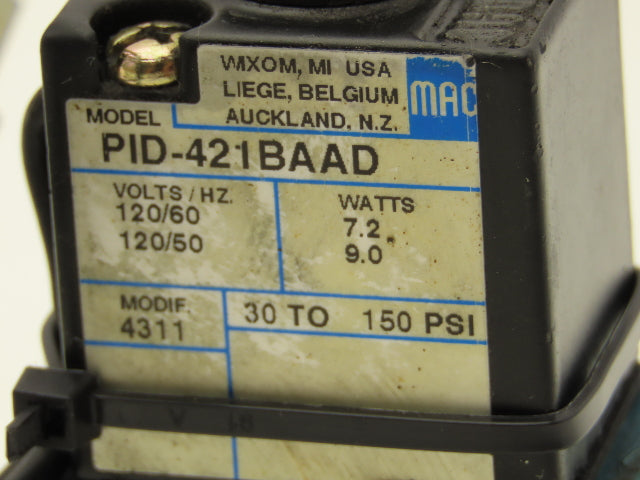 WIXOM, MI USA
LIEGE, BELGIUM
AUCKLAND, N.Z.
MAC
MODEL
PID-421BAAD
VOLTS/HZ.
120/60
120/50
WATTS
7.2
9.0
MODIF.
4311
30 TO 150 PSI